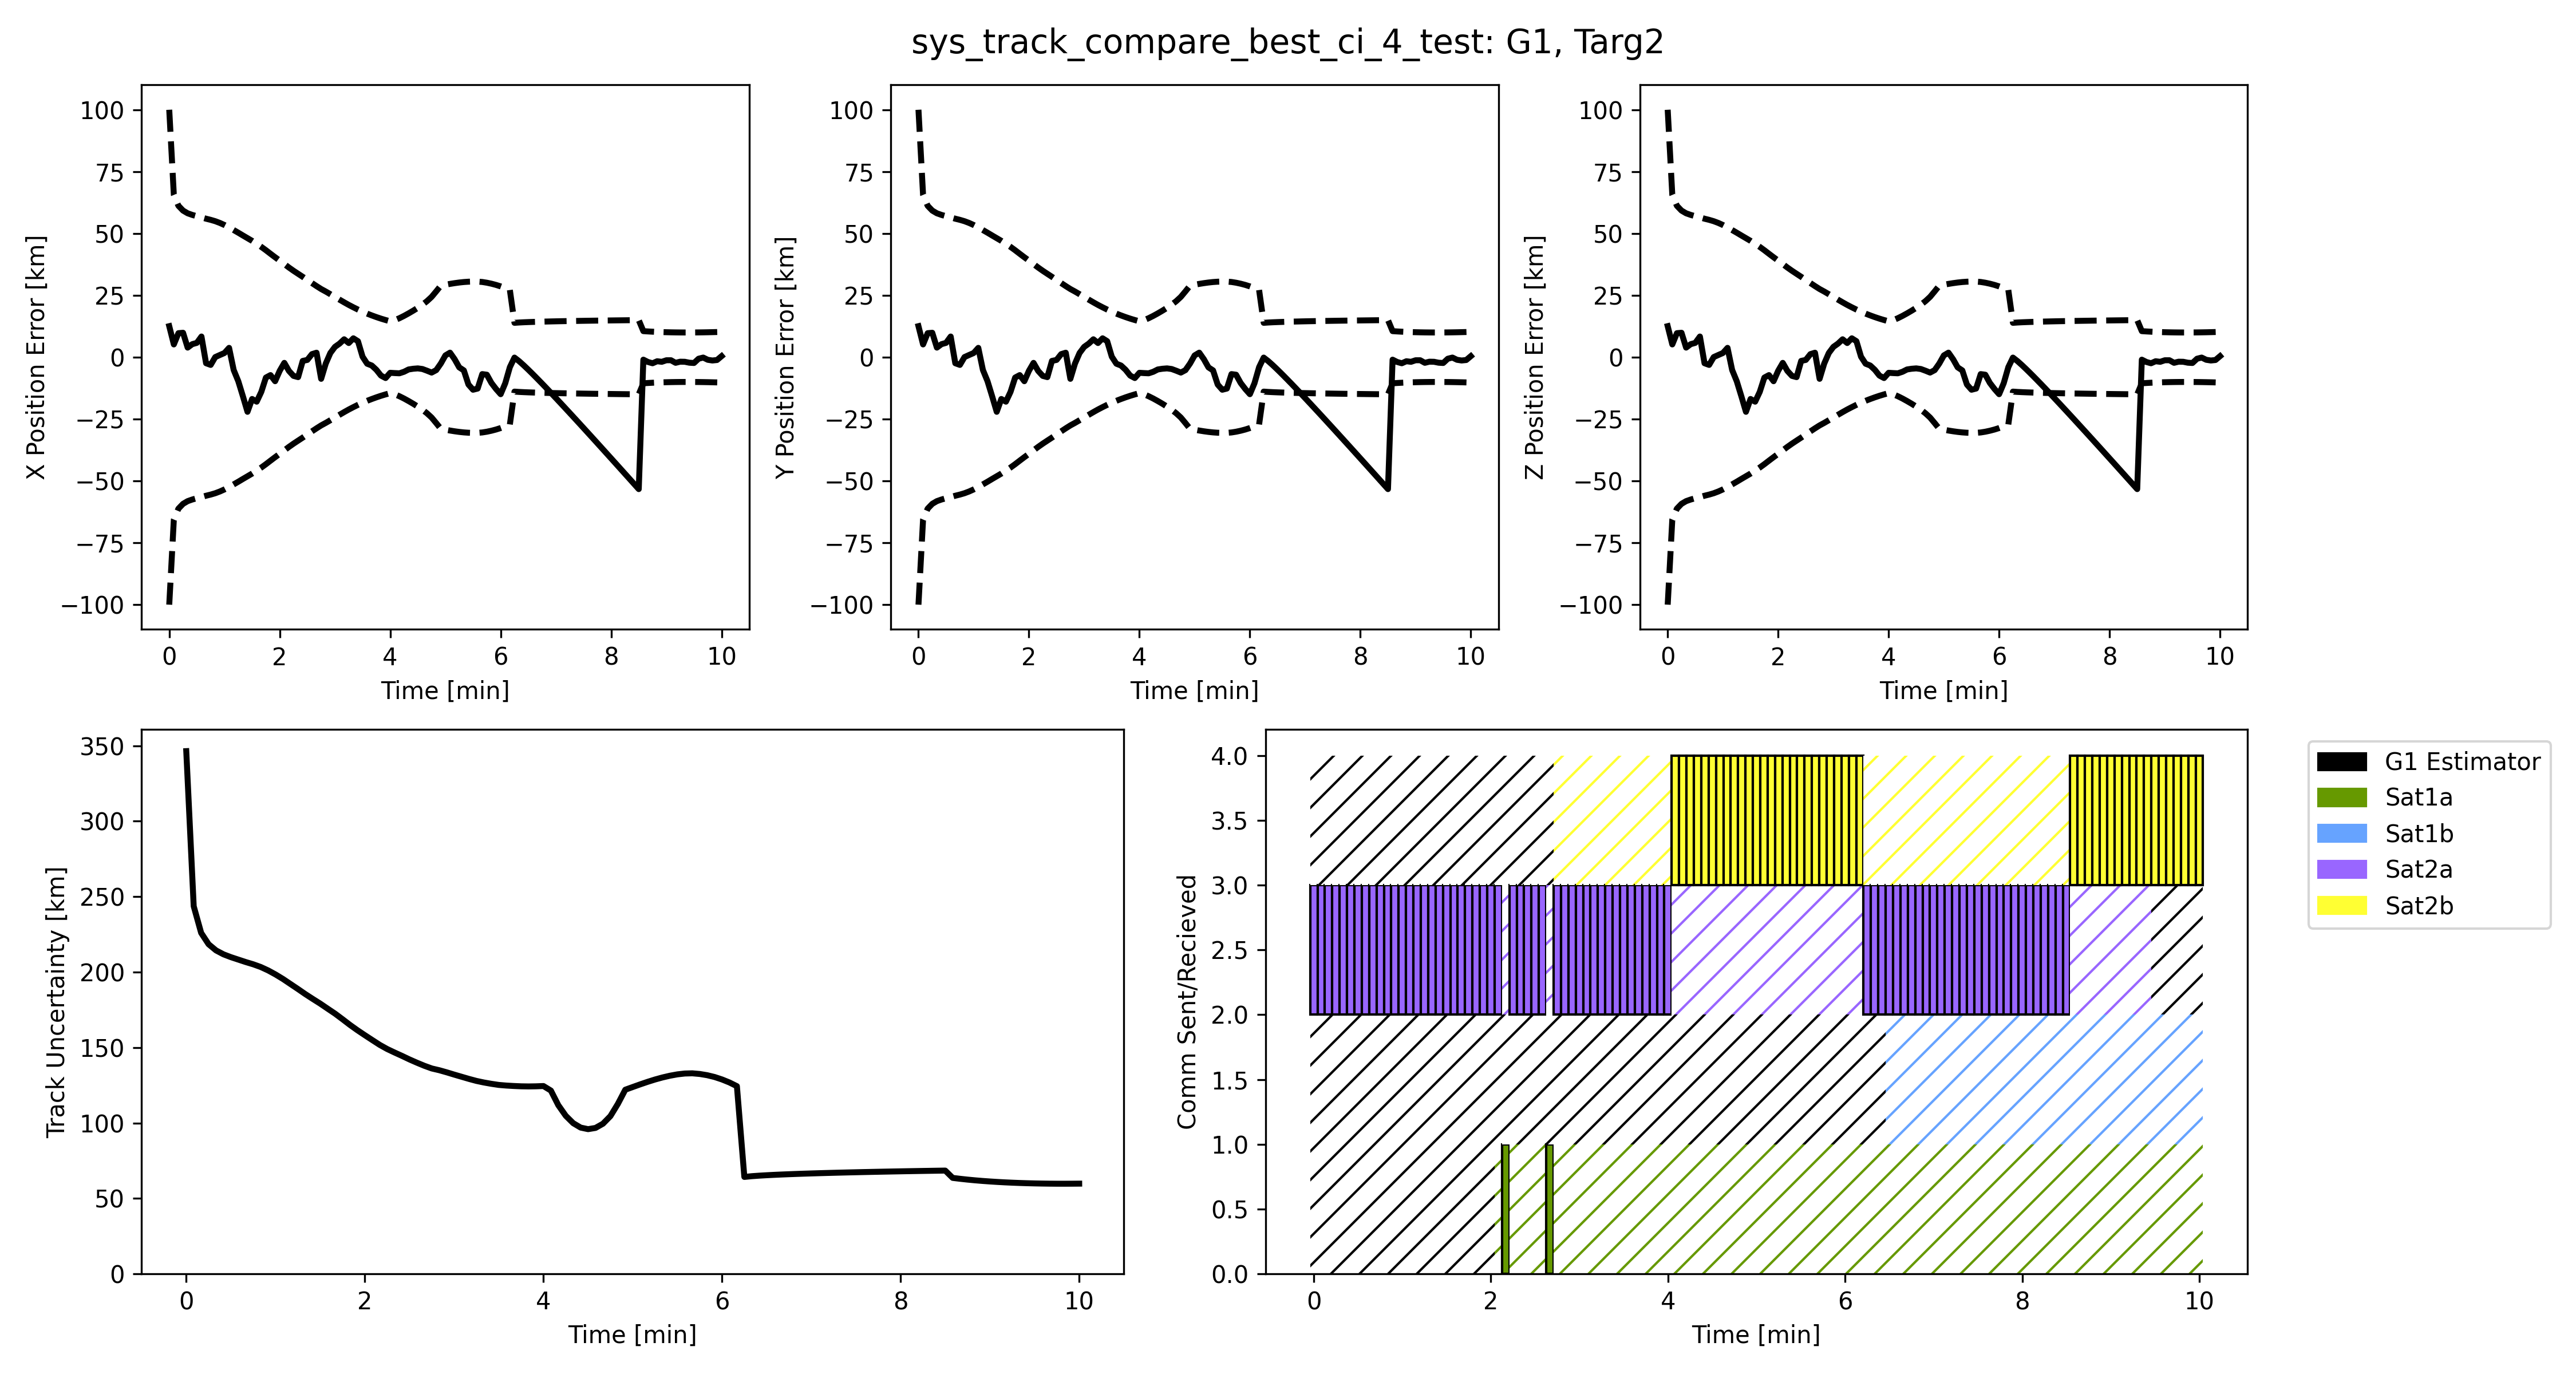 sys_track_compare_best_ci_4_test: G1, Targ2
100
75
50
25
0
−25
−50
−75
−100
X Position Error [km]
0 2 4 6 8 10
Time [min]
100
75
50
25
0
−25
−50
−75
−100
Y Position Error [km]
0 2 4 6 8 10
Time [min]
100
75
50
25
0
−25
−50
−75
−100
Z Position Error [km]
0 2 4 6 8 10
Time [min]
350
300
250
200
150
100
50
0
Track Uncertainty [km]
0 2 4 6 8 10
Time [min]
4.0
3.5
3.0
2.5
2.0
1.5
1.0
0.5
0.0
Comm Sent/Recieved
0 2 4 6 8 10
Time [min]
G1 Estimator
Sat1a
Sat1b
Sat2a
Sat2b